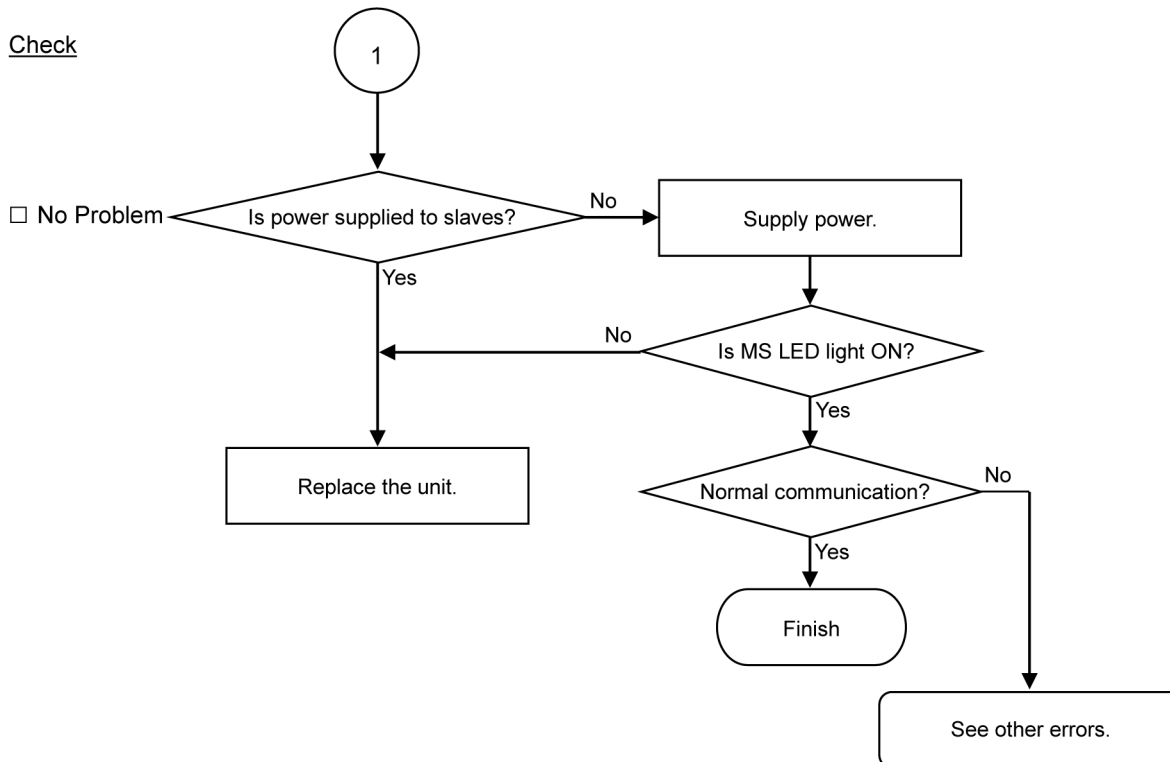 Check
1
☐ No Problem
Is power supplied to slaves?
No
Supply power.
Yes
No
Is MS LED light ON?
Yes
Replace the unit.
Normal communication?
No
Yes
Finish
See other errors.